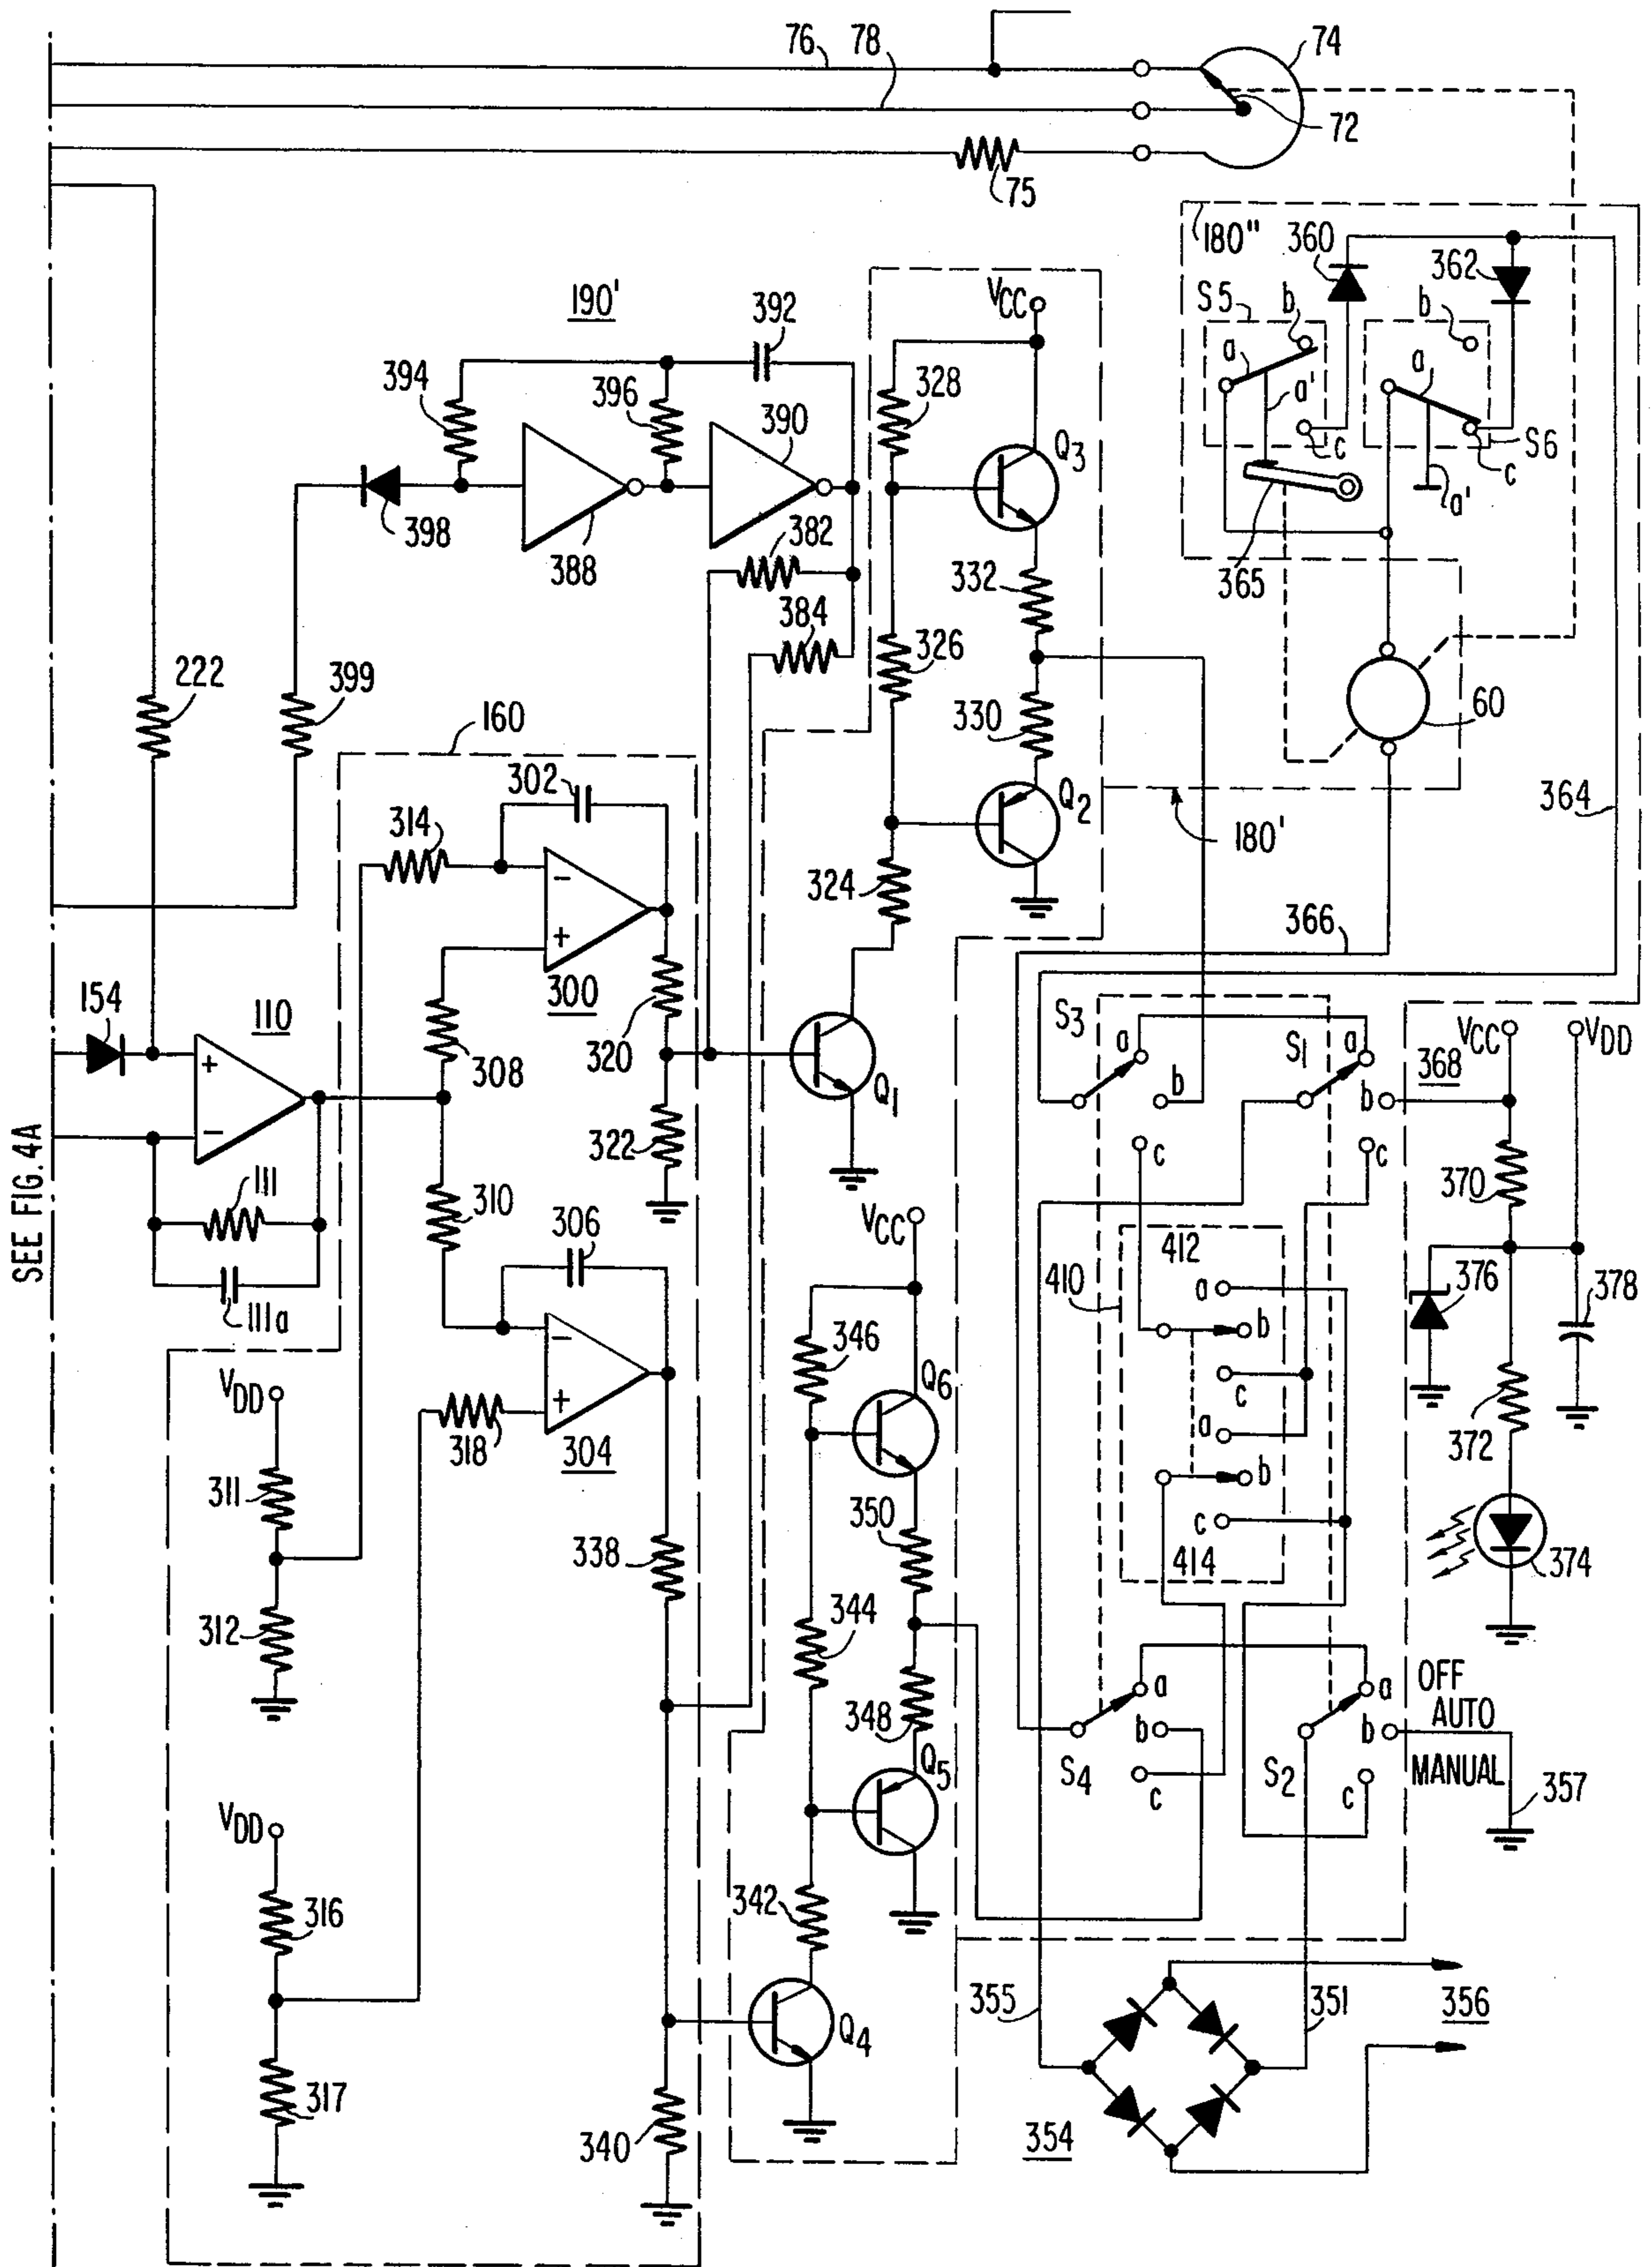 76 78 74
72
75
180" 360 362
S5 b b
a a
a' c c S6
a'
365
190' 392 VCC
394 396 390 328 Q3
398 388 382 332
384 326
222 399 330 60
160
302 Q2 364
314 180'
324
366
154 110 300 320
308 S3 a S1 a VCC VDD
368
Q1 b b
322 c c
310 370
111 306 VCC 412
410 a 376 378
111a 346 b
VDD Q6 c
a 372
318 304 b
311 350 c
338 414 374
312 344
348 a a OFF
b b AUTO
Q5 S4 S2 MANUAL
c c 357
VDD
316 342
355 351 356
Q4
317
340 354
SEE FIG. 4A